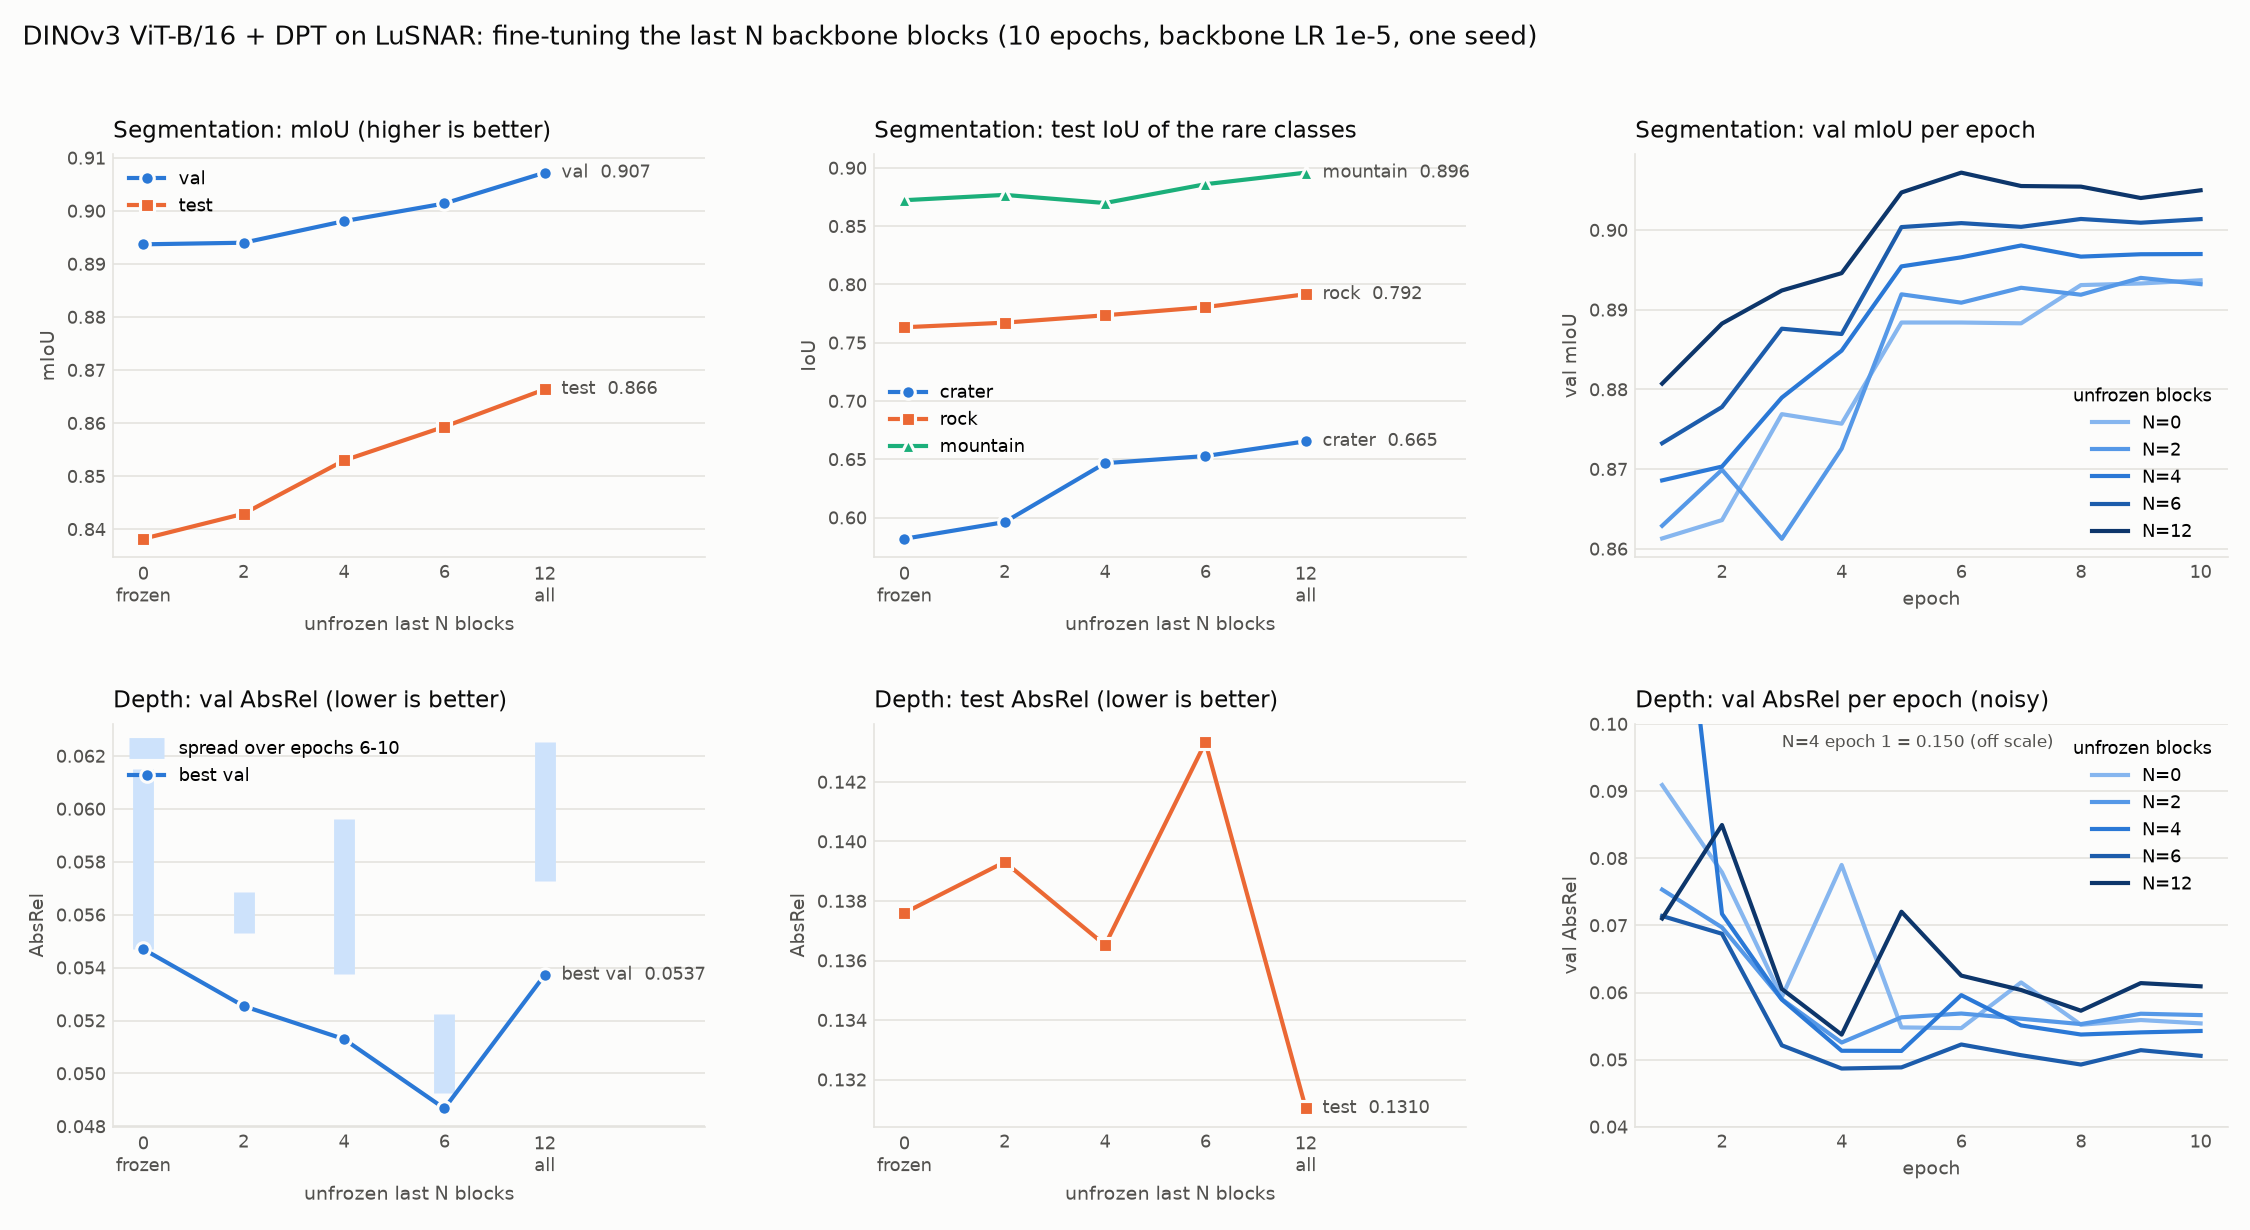 DINOv3 ViT-B/16 + DPT on LuSNAR: fine-tuning the last N backbone blocks (10 epochs, backbone LR 1e-5, one seed)
Segmentation: mIoU (higher is better)
0.91
0.90
0.89
0.88
0.87
0.86
0.85
0.84
mIoU
val
test
val 0.907
test 0.866
0
frozen
2
4
6
12
all
unfrozen last N blocks
Segmentation: test IoU of the rare classes
0.90
0.85
0.80
0.75
0.70
0.65
0.60
IoU
crater
rock
mountain
mountain 0.896
rock 0.792
crater 0.665
0
frozen
2
4
6
12
all
unfrozen last N blocks
Segmentation: val mIoU per epoch
0.90
0.89
0.88
0.87
0.86
val mIoU
unfrozen blocks
N=0
N=2
N=4
N=6
N=12
2
4
6
8
10
epoch
Depth: val AbsRel (lower is better)
0.062
0.060
0.058
0.056
0.054
0.052
0.050
0.048
AbsRel
spread over epochs 6-10
best val
best val 0.0537
0
frozen
2
4
6
12
all
unfrozen last N blocks
Depth: test AbsRel (lower is better)
0.142
0.140
0.138
0.136
0.134
0.132
AbsRel
test 0.1310
0
frozen
2
4
6
12
all
unfrozen last N blocks
Depth: val AbsRel per epoch (noisy)
0.10
0.09
0.08
0.07
0.06
0.05
0.04
val AbsRel
N=4 epoch 1 = 0.150 (off scale)
unfrozen blocks
N=0
N=2
N=4
N=6
N=12
2
4
6
8
10
epoch